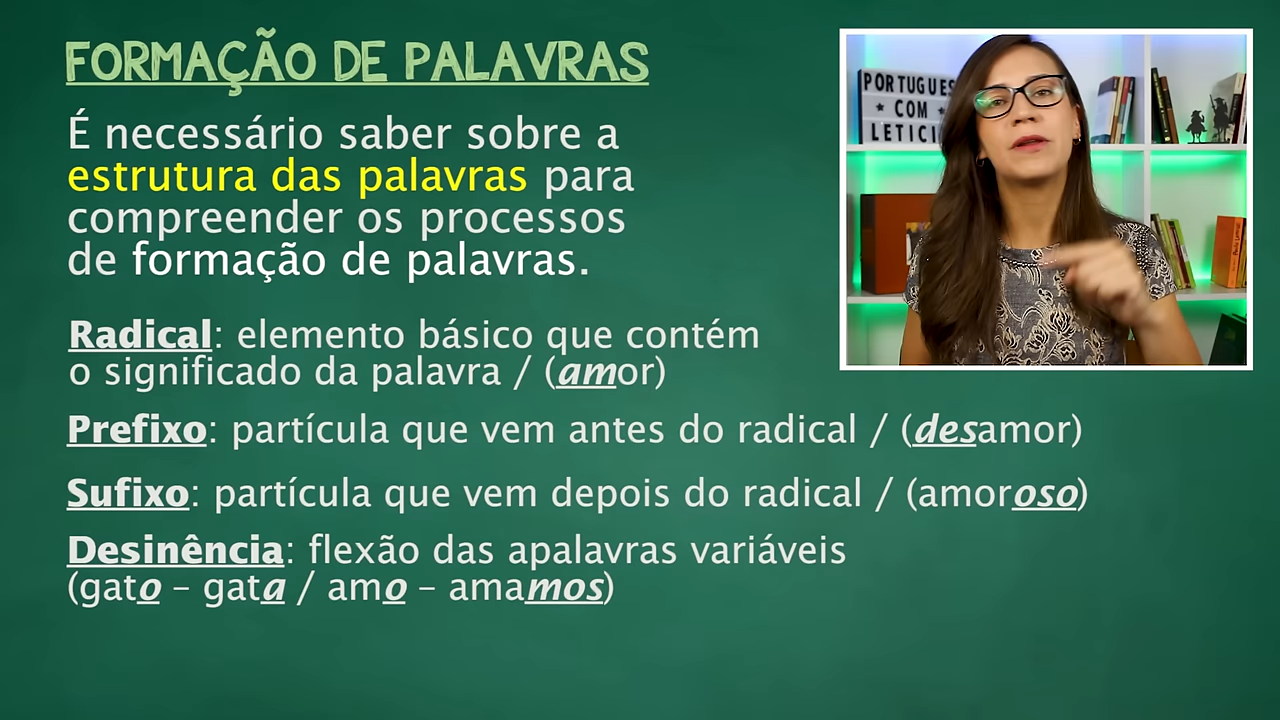 FORMAÇÃO DE PALAVRAS
É necessário saber sobre a
estrutura das palavras para
compreender os processos
de formação de palavras.
Radical: elemento básico que contém
o significado da palavra / (amor)
Prefixo: partícula que vem antes do radical / (desamor)
Sufixo: partícula que vem depois do radical / (amoroso)
Desinência: flexão das apalavras variáveis
(gato – gata / amo – amamos)
PORTUGUES
COM
LETICI